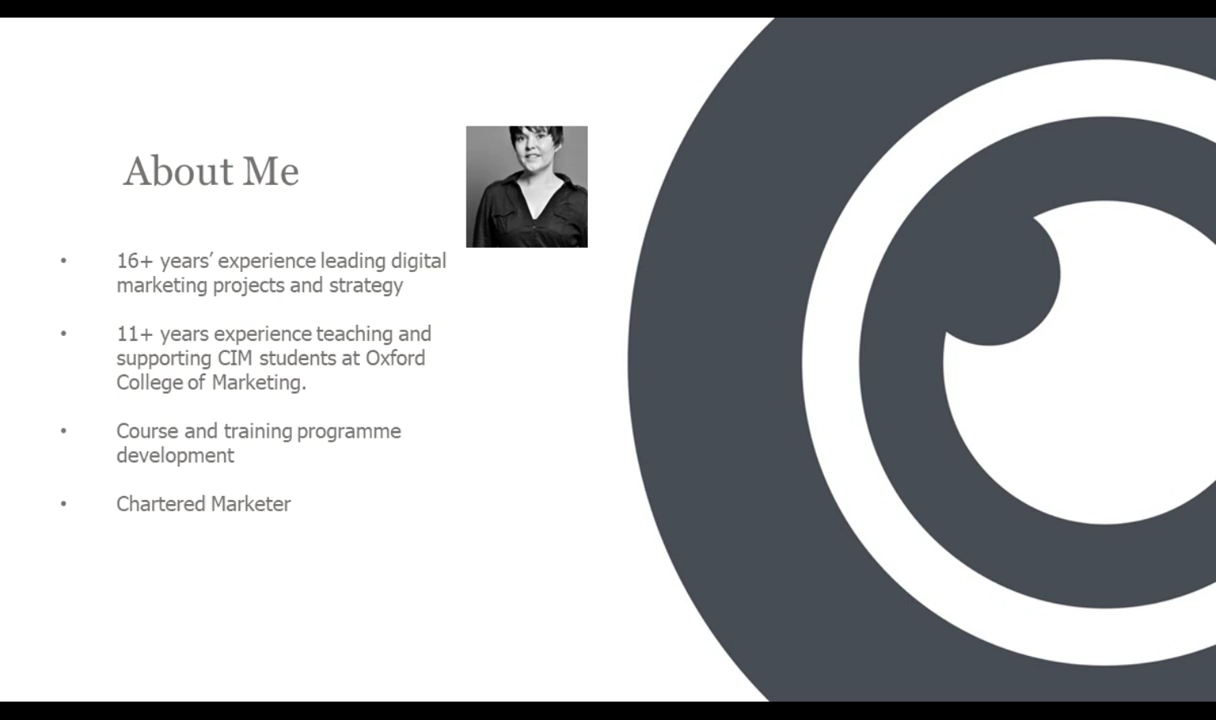 About Me
• 16+ years’ experience leading digital
marketing projects and strategy
• 11+ years experience teaching and
supporting CIM students at Oxford
College of Marketing.
• Course and training programme
development
• Chartered Marketer